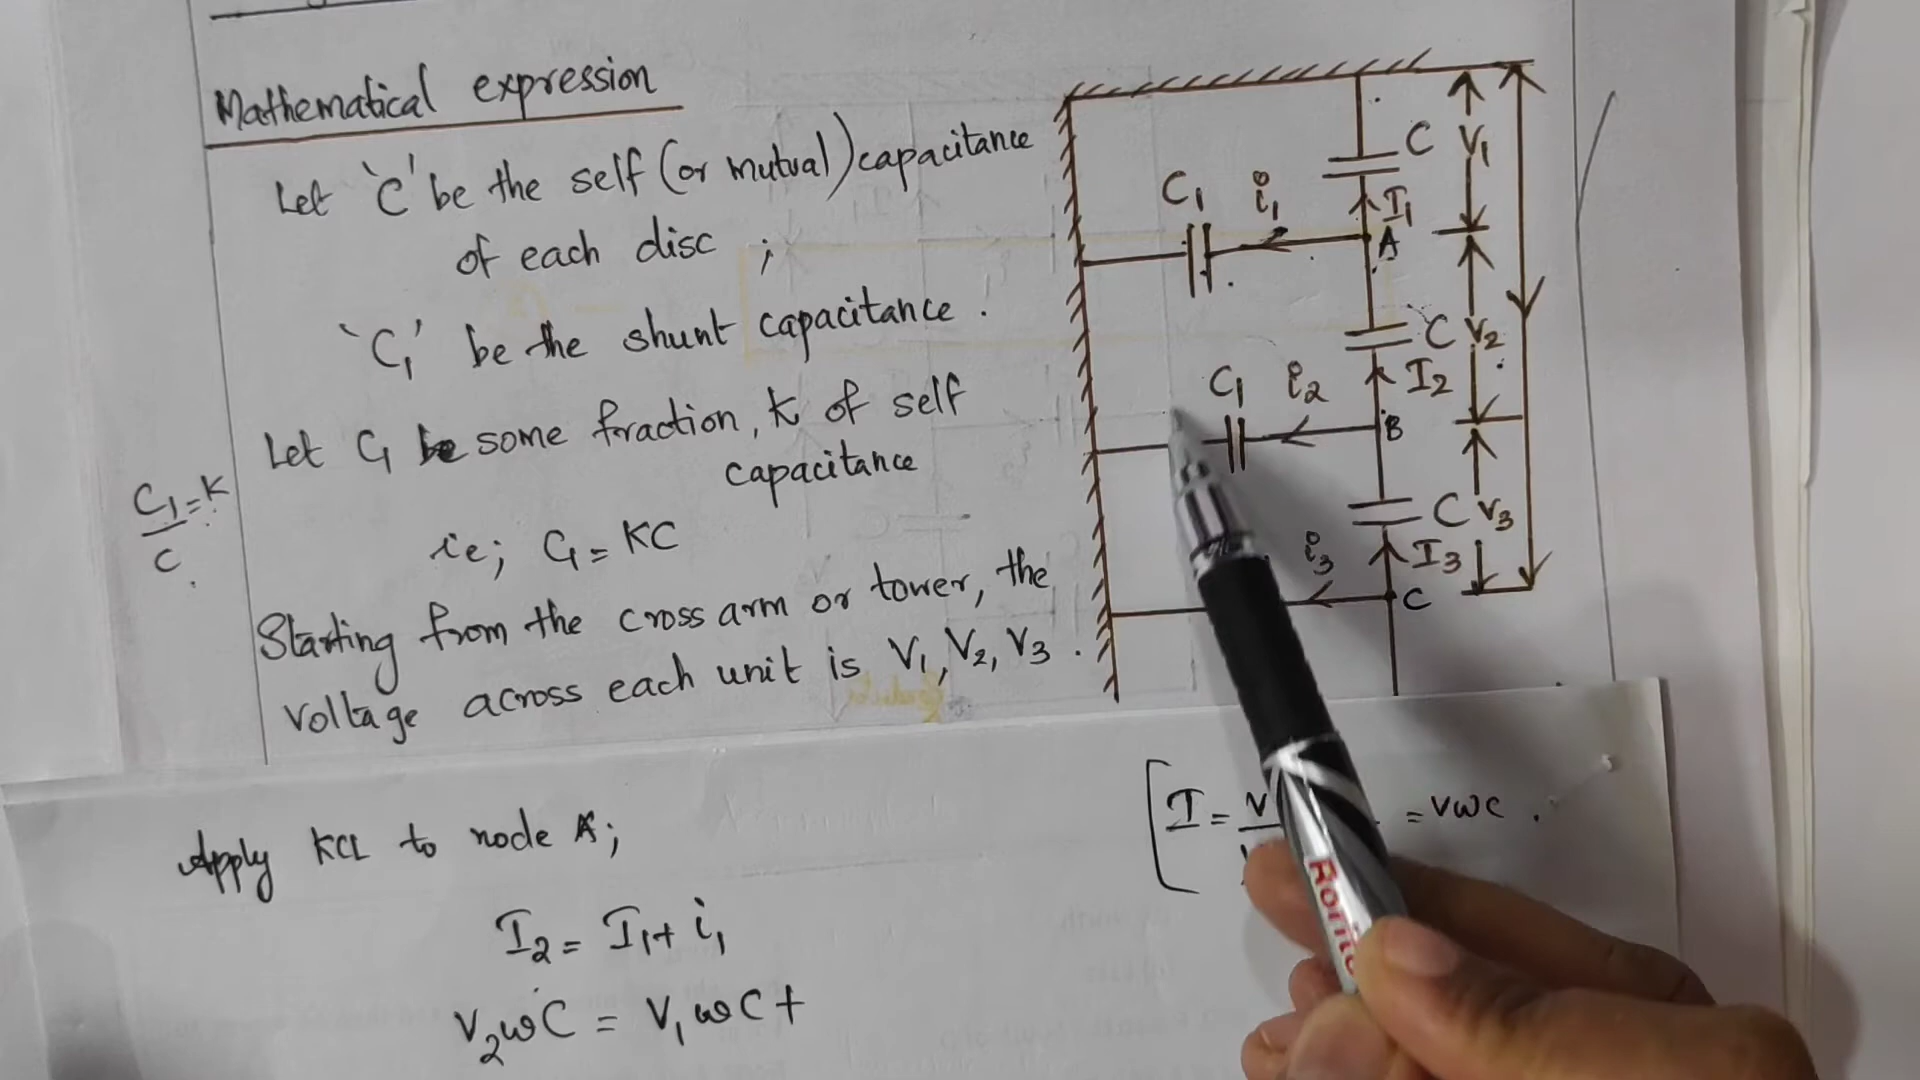 Mathematical expression
Let 'C' be the self (or mutual) capacitance
of each disc ;
'C1' be the shunt capacitance.
Let C1 be some fraction, K of self
capacitance
C1/C = K
ie; C1 = KC
Starting from the cross arm or tower, the
voltage across each unit is V1, V2, V3.
C V1
C1 i1 I1
A
C V2
C1 i2 I2
B
C V3
i3 I3
C
Apply KCL to node A;
I = V = VωC.
I2 = I1 + i1
V2ωC = V1ωC +